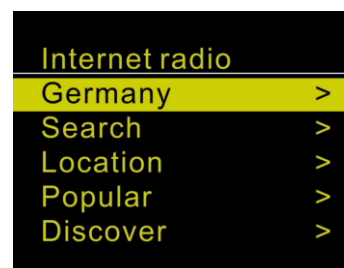 Internet radio
Germany >
Search >
Location >
Popular >
Discover >